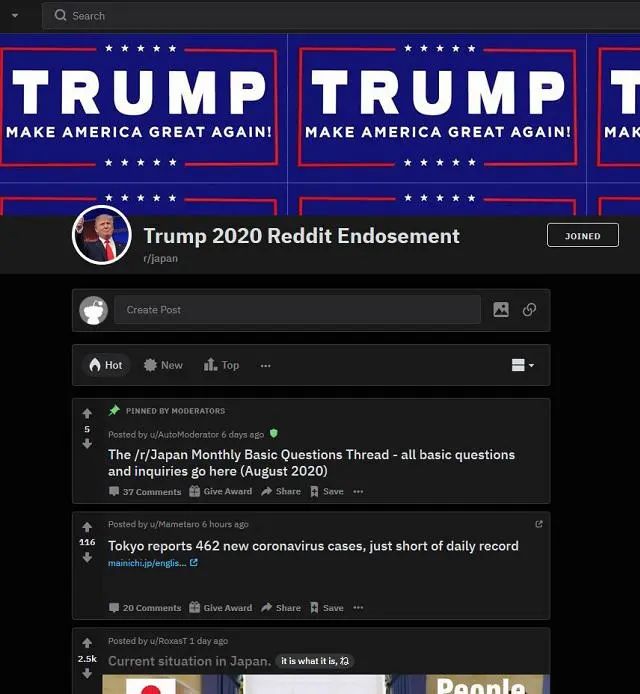 Search
TRUMP
MAKE AMERICA GREAT AGAIN!
TRUMP
MAKE AMERICA GREAT AGAIN!
T
MAK
Trump 2020 Reddit Endosement
r/japan
JOINED
Create Post
Hot New Top
PINNED BY MODERATORS
5
Posted by u/AutoModerator 6 days ago
The /r/Japan Monthly Basic Questions Thread - all basic questions
and inquiries go here (August 2020)
37 Comments Give Award Share Save
Posted by u/Mametaro 6 hours ago
116
Tokyo reports 462 new coronavirus cases, just short of daily record
mainichi.jp/englis...
20 Comments Give Award Share Save
Posted by u/RoxasT 1 day ago
2.5k
Current situation in Japan. it is what it is,
People